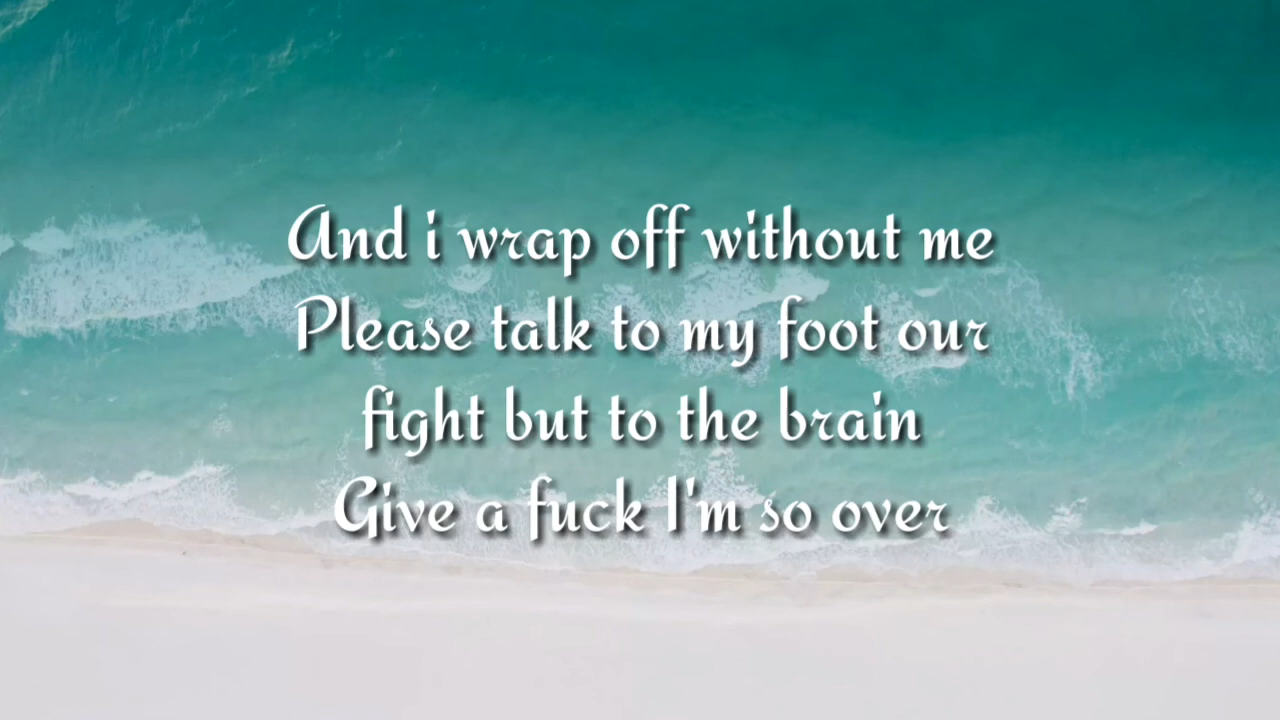 And i wrap off without me
Please talk to my foot our
fight but to the brain
Give a fuck I'm so over